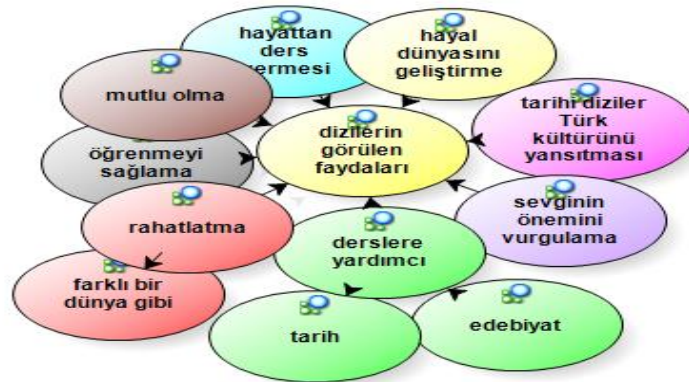 hayattan
ders
vermesi
hayal
dünyasını
geliştirme
mutlu olma
dizilerin
görülen
faydaları
tarihi diziler
Türk
kültürünü
yansıtması
öğrenmeyi
sağlama
rahatlatma
sevginin
önemini
vurgulama
derslere
yardımcı
farklı bir
dünya gibi
tarih
edebiyat